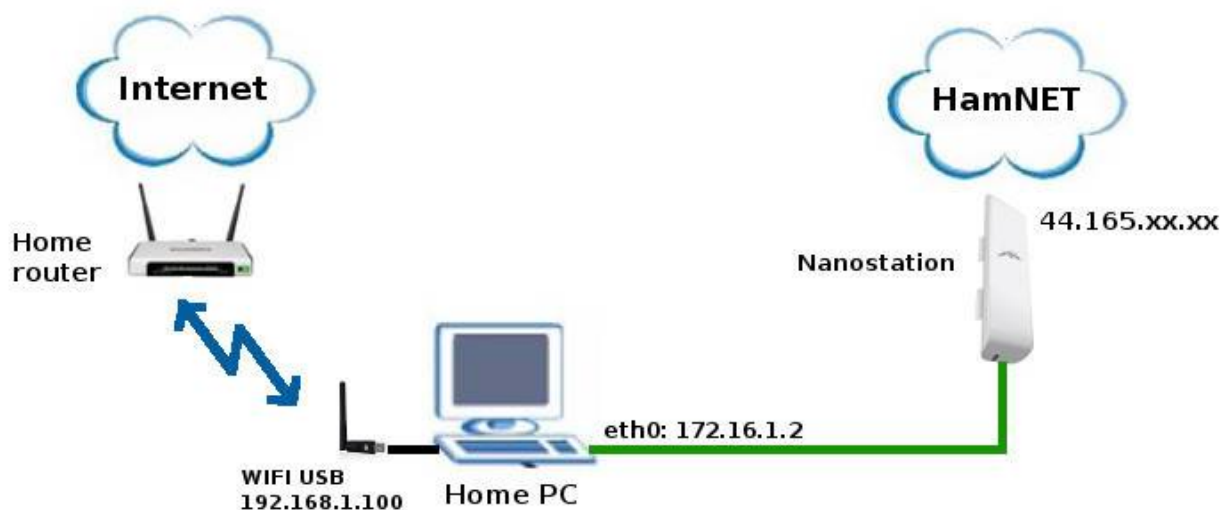 Internet
HamNET
44.165.xx.xx
Home
router
Nanostation
eth0: 172.16.1.2
WIFI USB
192.168.1.100
Home PC